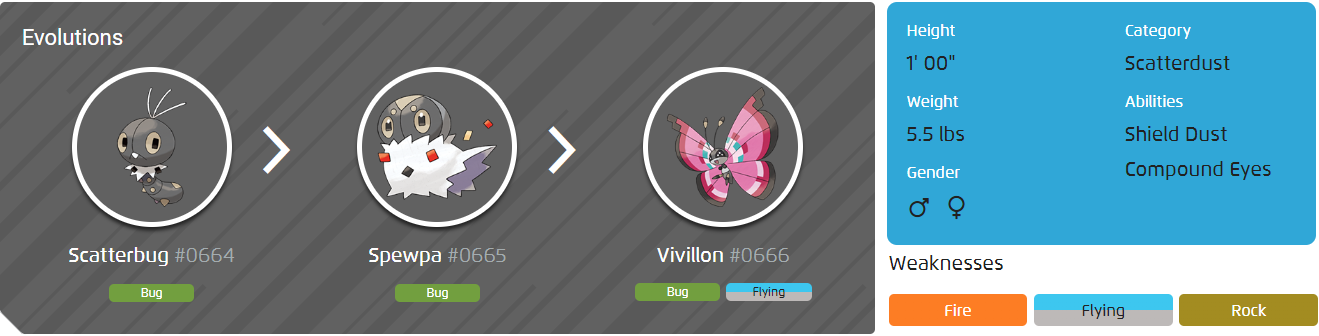 Evolutions
Scatterbug #0664
Bug
Spewpa #0665
Bug
Vivillon #0666
Bug Flying
Height
1' 00"
Weight
5.5 lbs
Gender
♂ ♀
Category
Scatterdust
Abilities
Shield Dust
Compound Eyes
Weaknesses
Fire Flying Rock